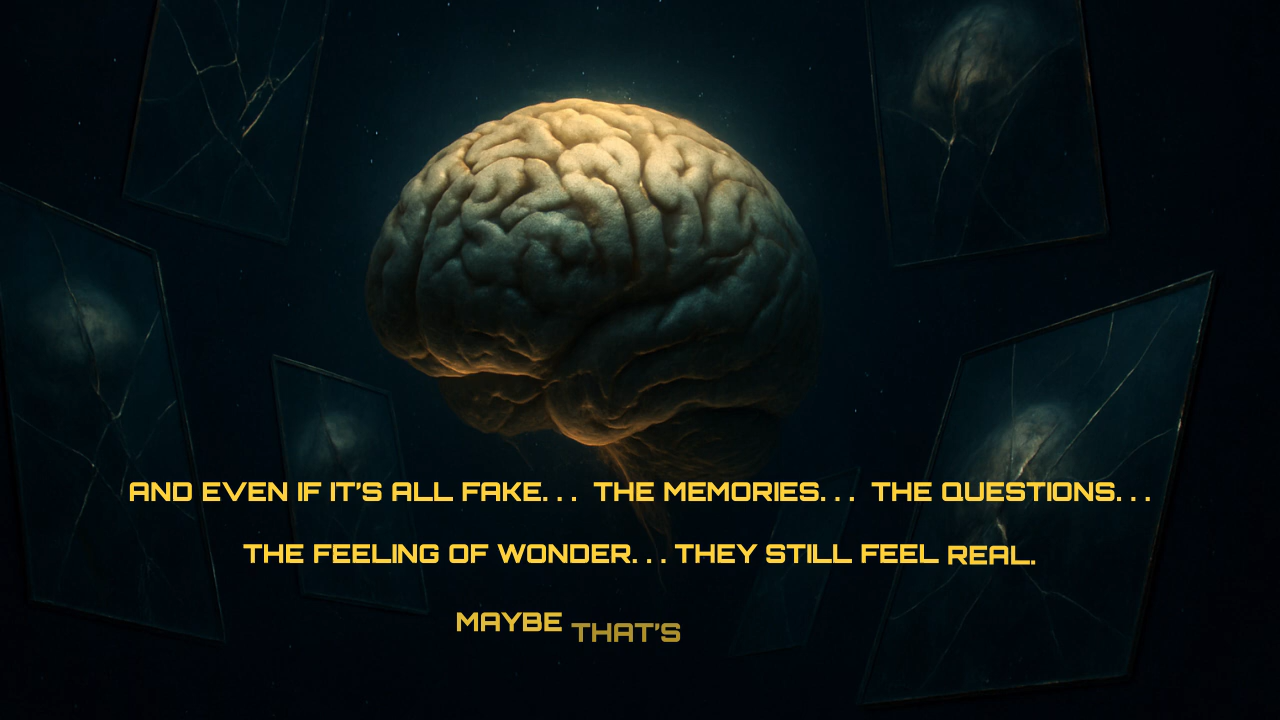 AND EVEN IF IT'S ALL FAKE... THE MEMORIES... THE QUESTIONS...
THE FEELING OF WONDER... THEY STILL FEEL REAL.
MAYBE THAT'S